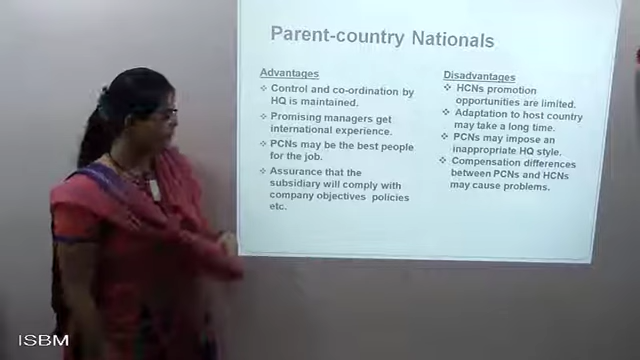 Parent-country Nationals
Advantages
Control and co-ordination by
HQ is maintained.
Promising managers get
international experience.
PCNs may be the best people
for the job.
Assurance that the
subsidiary will comply with
company objectives policies
etc.
Disadvantages
HCNs promotion
opportunities are limited.
Adaptation to host country
may take a long time.
PCNs may impose an
inappropriate HQ style.
Compensation differences
between PCNs and HCNs
may cause problems.
ISBM